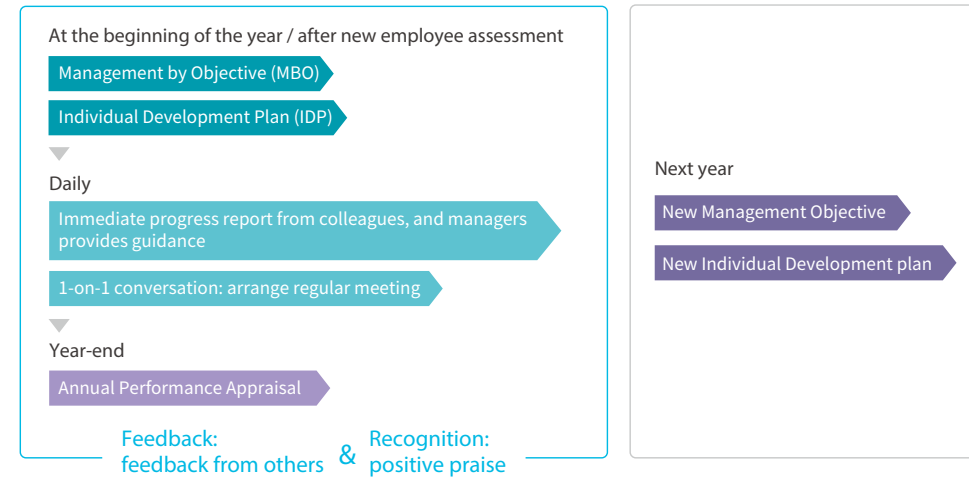 At the beginning of the year / after new employee assessment
Management by Objective (MBO)
Individual Development Plan (IDP)
Daily
Immediate progress report from colleagues, and managers
provides guidance
1-on-1 conversation: arrange regular meeting
Year-end
Annual Performance Appraisal
Feedback:
feedback from others
&
Recognition:
positive praise
Next year
New Management Objective
New Individual Development plan